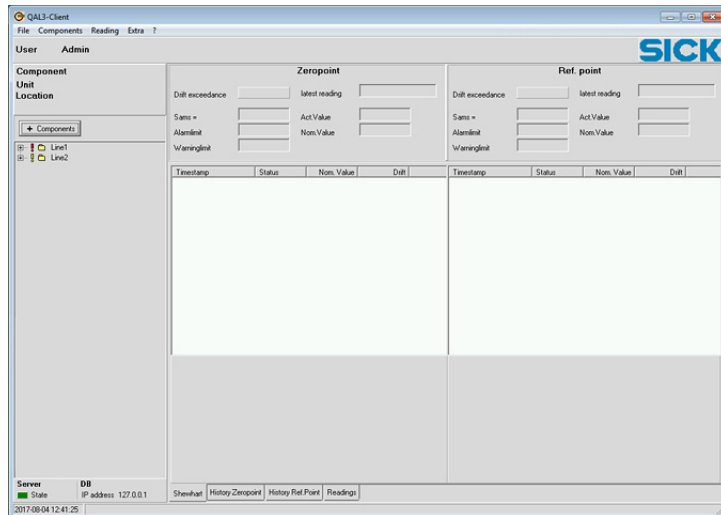 QAL3-Client
File Components Reading Extra ?
User Admin
SICK
Component
Unit
Location
+ Components
Line1
Line2
Zeropoint
Drift exceedance latest reading
Sams = Act.Value
Alarmlimit Nom.Value
Warninglimit
Timestamp Status Nom. Value Drift
Ref. point
Drift exceedance latest reading
Sams = Act.Value
Alarmlimit Nom.Value
Warninglimit
Timestamp Status Nom. Value Drift
Server DB
State IP address 127.0.0.1
Shewhart History Zeropoint History Ref.Point Readings
2017-08-04 12:41:25